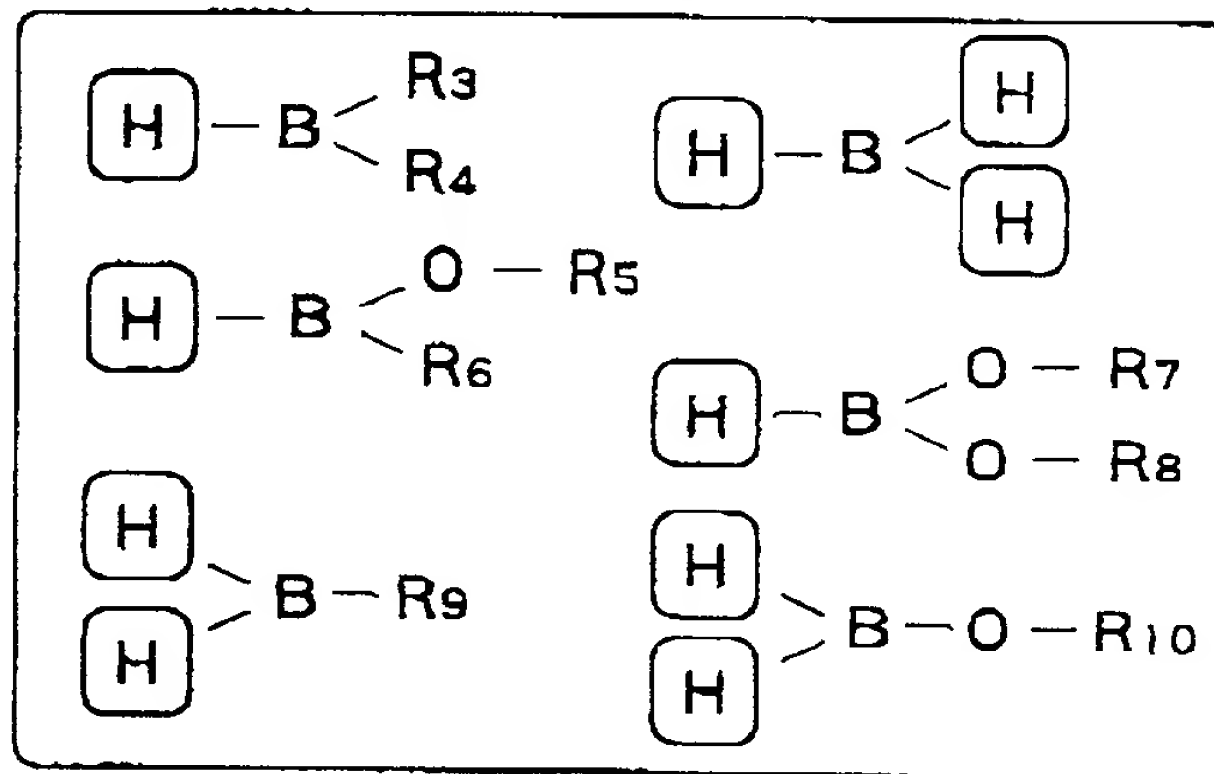 H — B
R3
R4
H — B
H
H
H — B
O — R5
R6
H — B
O — R7
O — R8
H
H
B — R9
H
H
B — O — R10